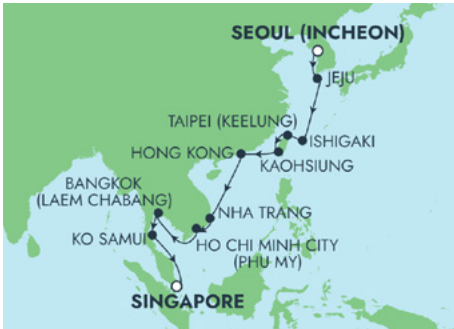 SEOUL (INCHEON)
JEJU
TAIPEI (KEELUNG)
ISHIGAKI
HONG KONG
KAOHSIUNG
BANGKOK
(LAEM CHABANG)
NHA TRANG
KO SAMUI
HO CHI MINH CITY
(PHU MY)
SINGAPORE